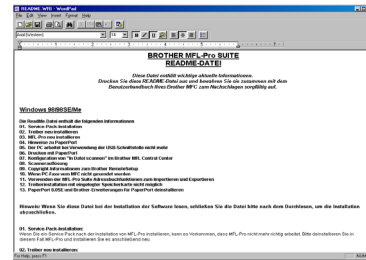 README.WRI - WordPad
File Edit View Insert Format Help
Arial (Western)
BROTHER MFL-Pro SUITE
README-DATEI
Diese Datei enthält wichtige aktuelle Informationen.
Drucken Sie diese README-Datei aus und bewahren Sie sie zusammen mit dem
Benutzerhandbuch Ihres Brother MFC zum Nachschlagen sorgfältig auf.
Windows 98/98SE/Me
Die Readme-Datei enthält die folgenden Informationen
01. Service-Pack-Installation
02. Treiber neu installieren
03. MFL-Pro neu installieren
04. Hinweise zu PaperPort
05. Der PC arbeitet bei Verwendung der USB-Schnittstelle nicht mehr
06. Drucken mit PaperPort
07. Konfiguration von "In Datei scannen" im Brother MFL Control Center
08. Scannerauflösung
09. Copyright-Informationen zum Brother RemoteSetup
10. Wenn PC-Faxe vom MFC nicht gesendet werden
11. Verwenden der MFL-Pro Suite Adressbuchfunktionen zum Importieren und Exportieren
12. Treiberinstallation mit eingelegter Speicherkarte nicht möglich
13. PaperPort 8.0SE und Brother-Erweiterungen für PaperPort deinstallieren
Hinweis: Wenn Sie diese Datei bei der Installation der Software lesen, schließen Sie die Datei bitte nach dem Durchlesen, um die Installation
abzuschließen.
01. Service-Pack-Installation:
Wenn Sie ein Service Pack nach der Installation von MFL-Pro installieren, kann es vorkommen, dass MFL-Pro nicht mehr richtig arbeitet. Bitte deinstallieren Sie in
diesem Fall MFL-Pro und installieren Sie es anschließend neu.
02. Treiber neu installieren:
For Help, press F1
NUM